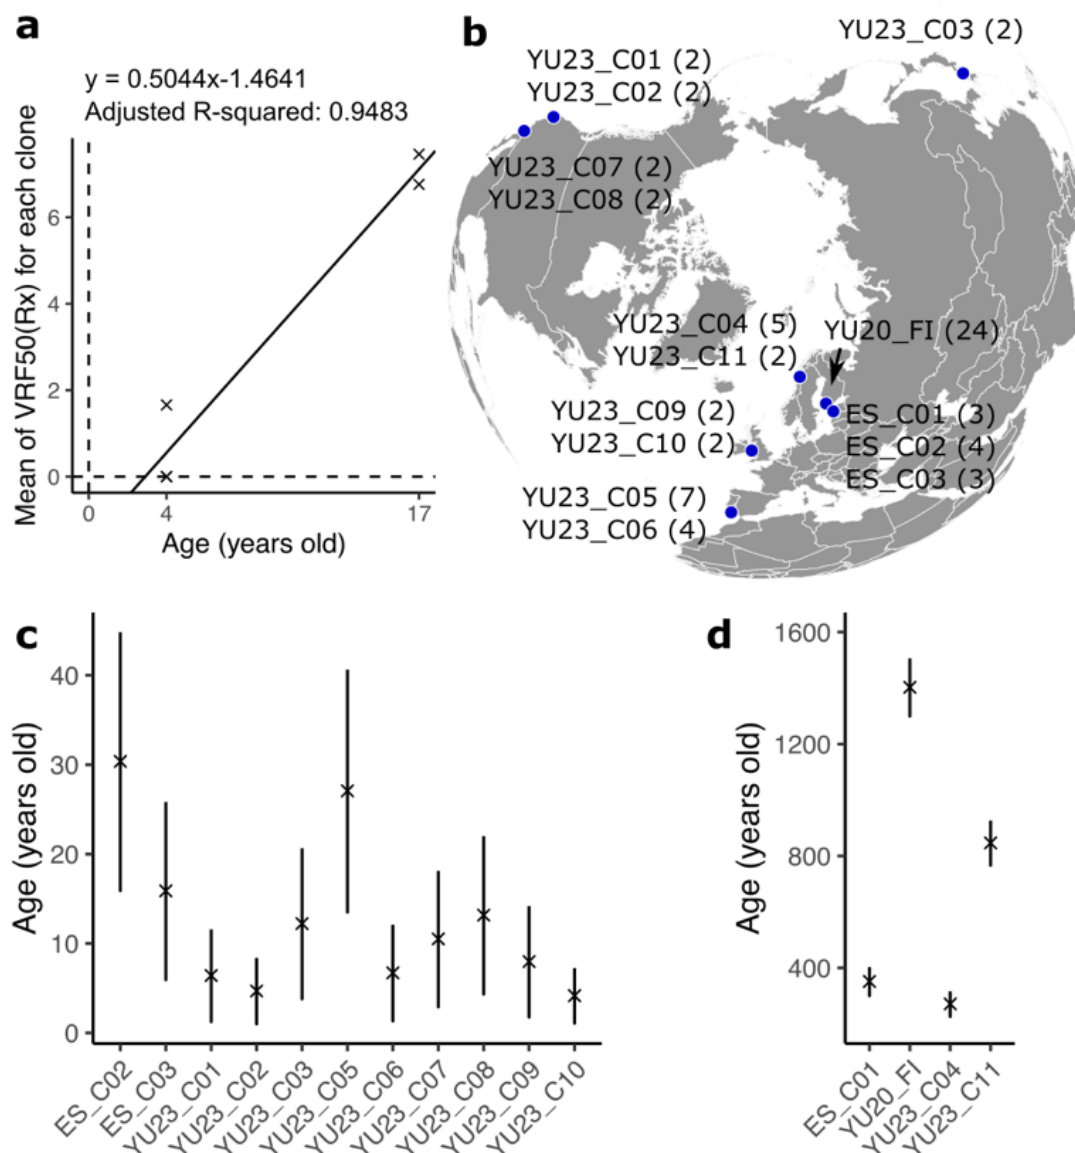 a
y = 0.5044x-1.4641
Adjusted R-squared: 0.9483
Mean of VRF50(Rx) for each clone
6
4
2
0
0
4
17
Age (years old)
b
YU23_C03 (2)
YU23_C01 (2)
YU23_C02 (2)
YU23_C07 (2)
YU23_C08 (2)
YU23_C04 (5)
YU20_FI (24)
YU23_C11 (2)
YU23_C09 (2)
ES_C01 (3)
YU23_C10 (2)
ES_C02 (4)
ES_C03 (3)
YU23_C05 (7)
YU23_C06 (4)
c
Age (years old)
40
30
20
10
0
ES_C02
ES_C03
YU23_C01
YU23_C02
YU23_C03
YU23_C05
YU23_C06
YU23_C07
YU23_C08
YU23_C09
YU23_C10
d
Age (years old)
1600
1200
800
400
ES_C01
YU20_FI
YU23_C04
YU23_C11